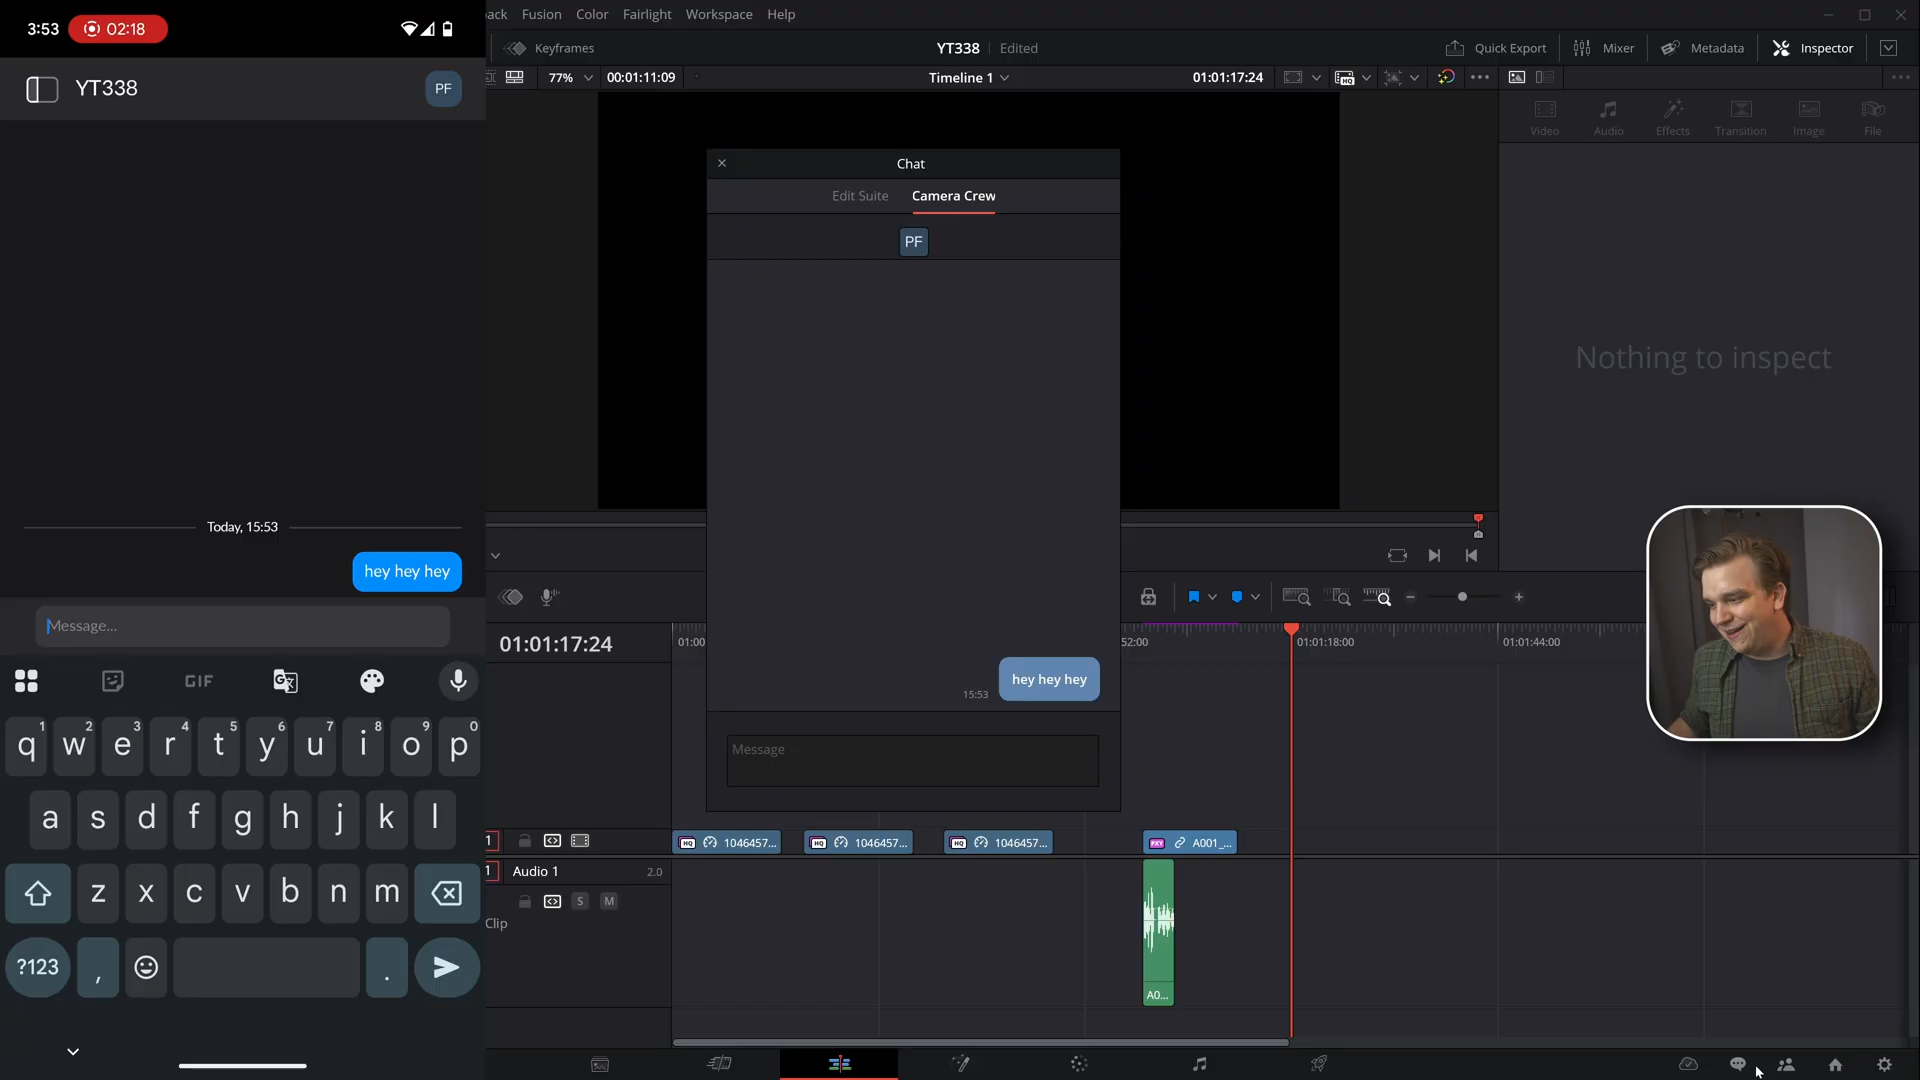 3:53
02:18
YT338
PF
Today, 15:53
hey hey hey
Message...
GIF
1 2 3 4 5 6 7 8 9 0
q w e r t y u i o p
a s d f g h j k l
z x c v b n m
?123 , .
Fusion Color Fairlight Workspace Help
Keyframes
YT338 Edited
Quick Export Mixer Metadata Inspector
77% 00:01:11:09
Timeline 1
01:01:17:24
Video Audio Effects Transition Image File
Nothing to inspect
Chat
Edit Suite Camera Crew
PF
hey hey hey
15:53
Message
01:01:17:24
01:00
52:00
01:01:18:00
01:01:44:00
1
HQ 1046457...
HQ 1046457...
HQ 1046457...
PXY A001_...
1 Audio 1 2.0
S M
Clip
A0...